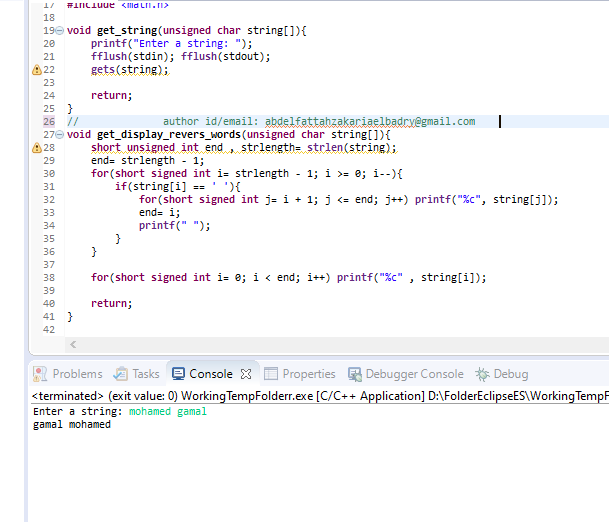 17 #include <math.h>
18
19 void get_string(unsigned char string[]){
20     printf("Enter a string: ");
21     fflush(stdin); fflush(stdout);
22     gets(string);
23
24     return;
25 }
26 //              author id/email: abdelfattahzakariaelbadry@gmail.com
27 void get_display_revers_words(unsigned char string[]){
28     short unsigned int end , strlength= strlen(string);
29     end= strlength - 1;
30     for(short signed int i= strlength - 1; i >= 0; i--){
31         if(string[i] == ' '){
32             for(short signed int j= i + 1; j <= end; j++) printf("%c", string[j]);
33             end= i;
34             printf(" ");
35         }
36     }
37
38     for(short signed int i= 0; i < end; i++) printf("%c" , string[i]);
39
40     return;
41 }
42
Problems Tasks Console Properties Debugger Console Debug
<terminated> (exit value: 0) WorkingTempFolderr.exe [C/C++ Application] D:\FolderEclipseES\WorkingTempF
Enter a string: mohamed gamal
gamal mohamed